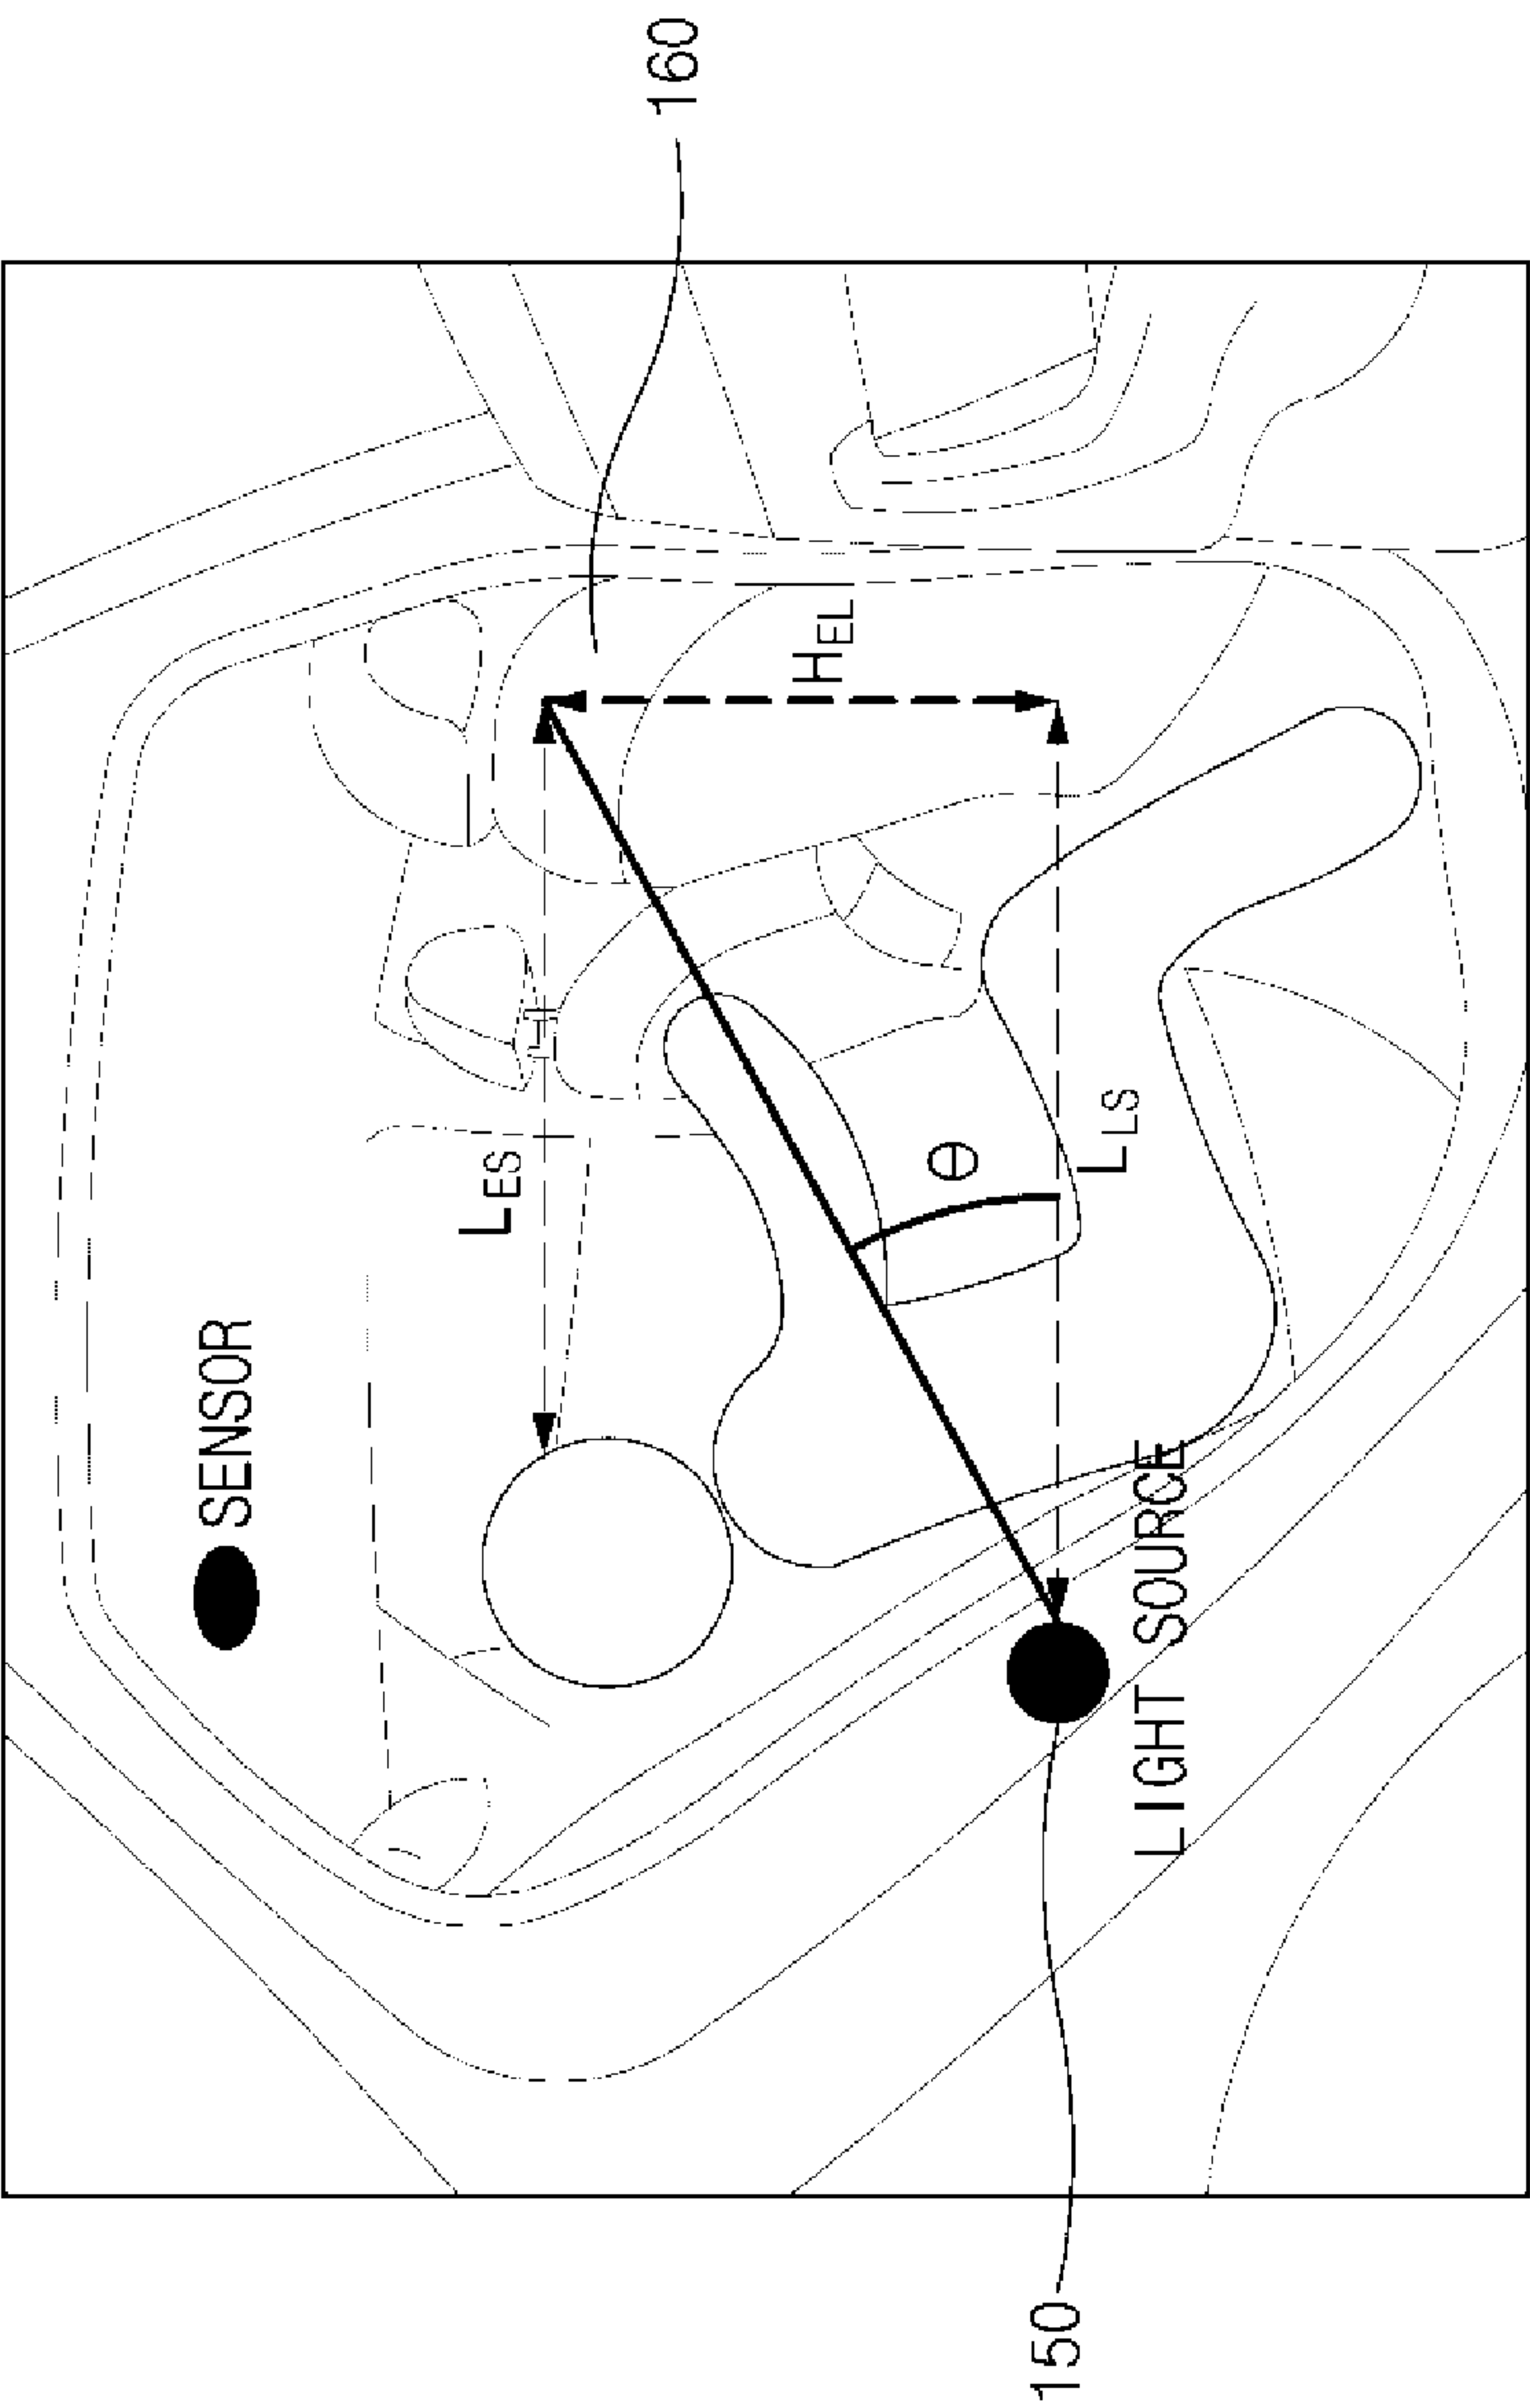 160
SENSOR
L_ES
H_EL
θ
L_LS
LIGHT SOURCE
150